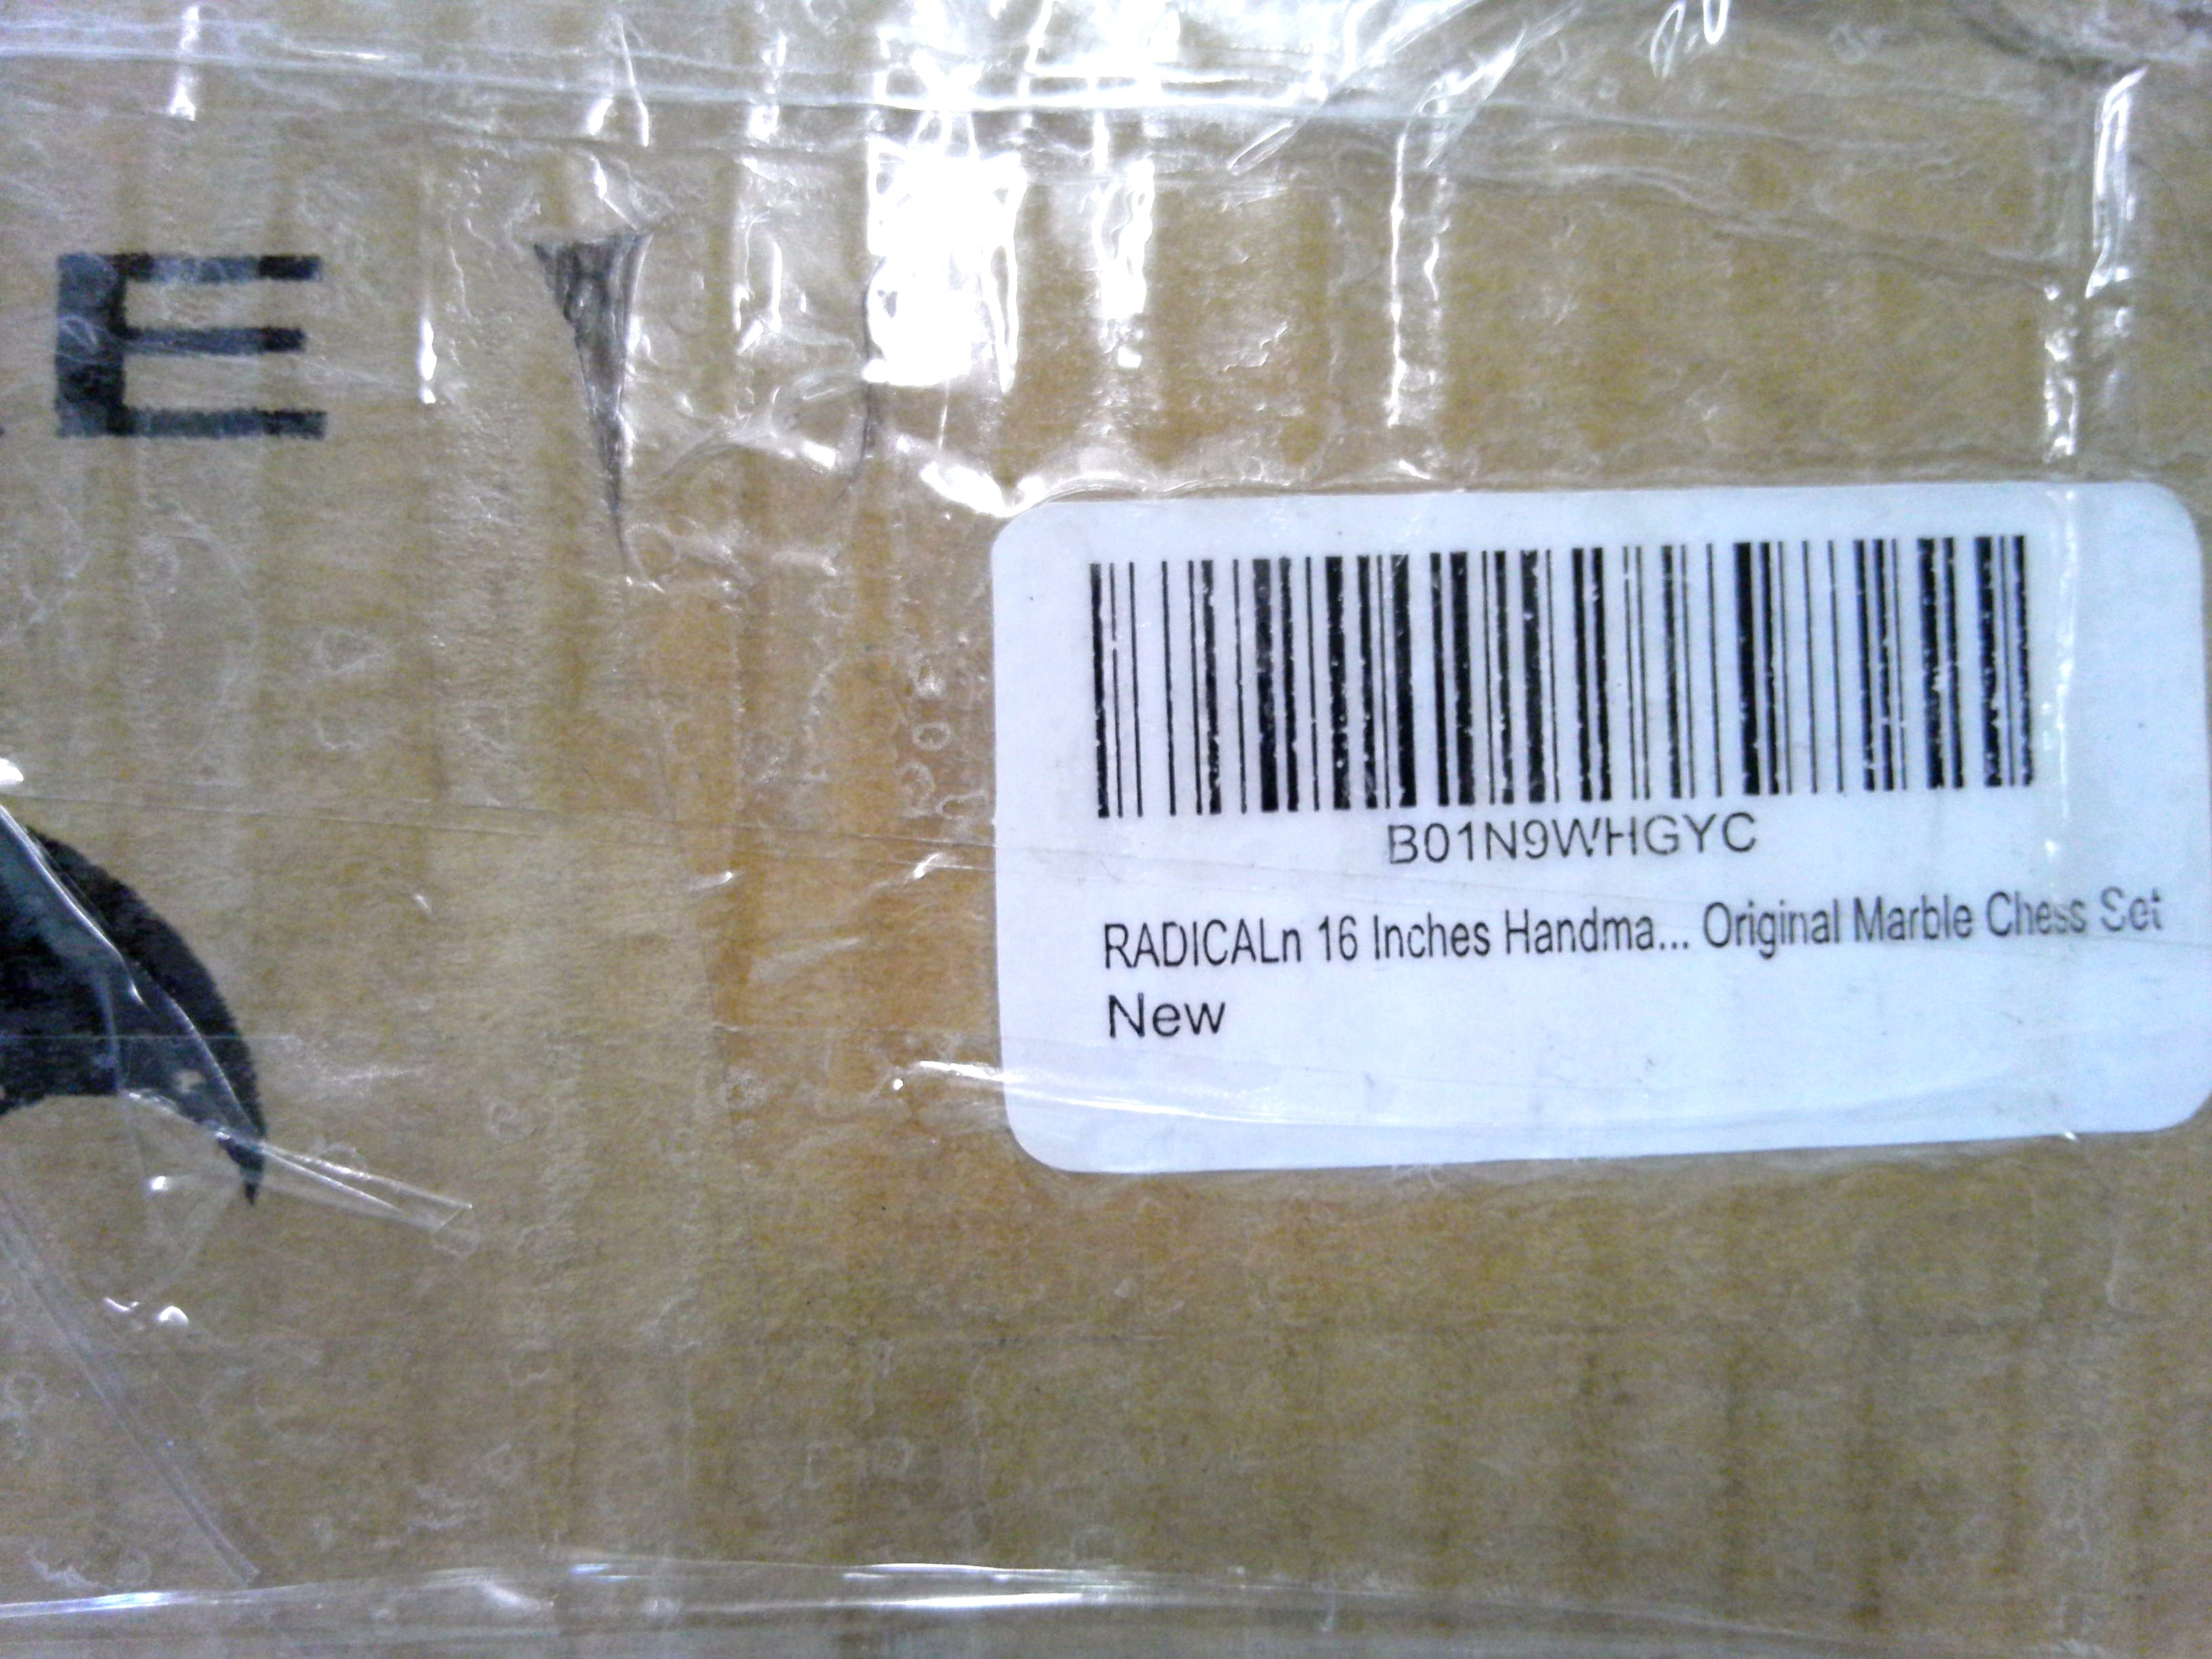 E
B01N9WHGYC
RADICALn 16 Inches Handma... Original Marble Chess Set
New